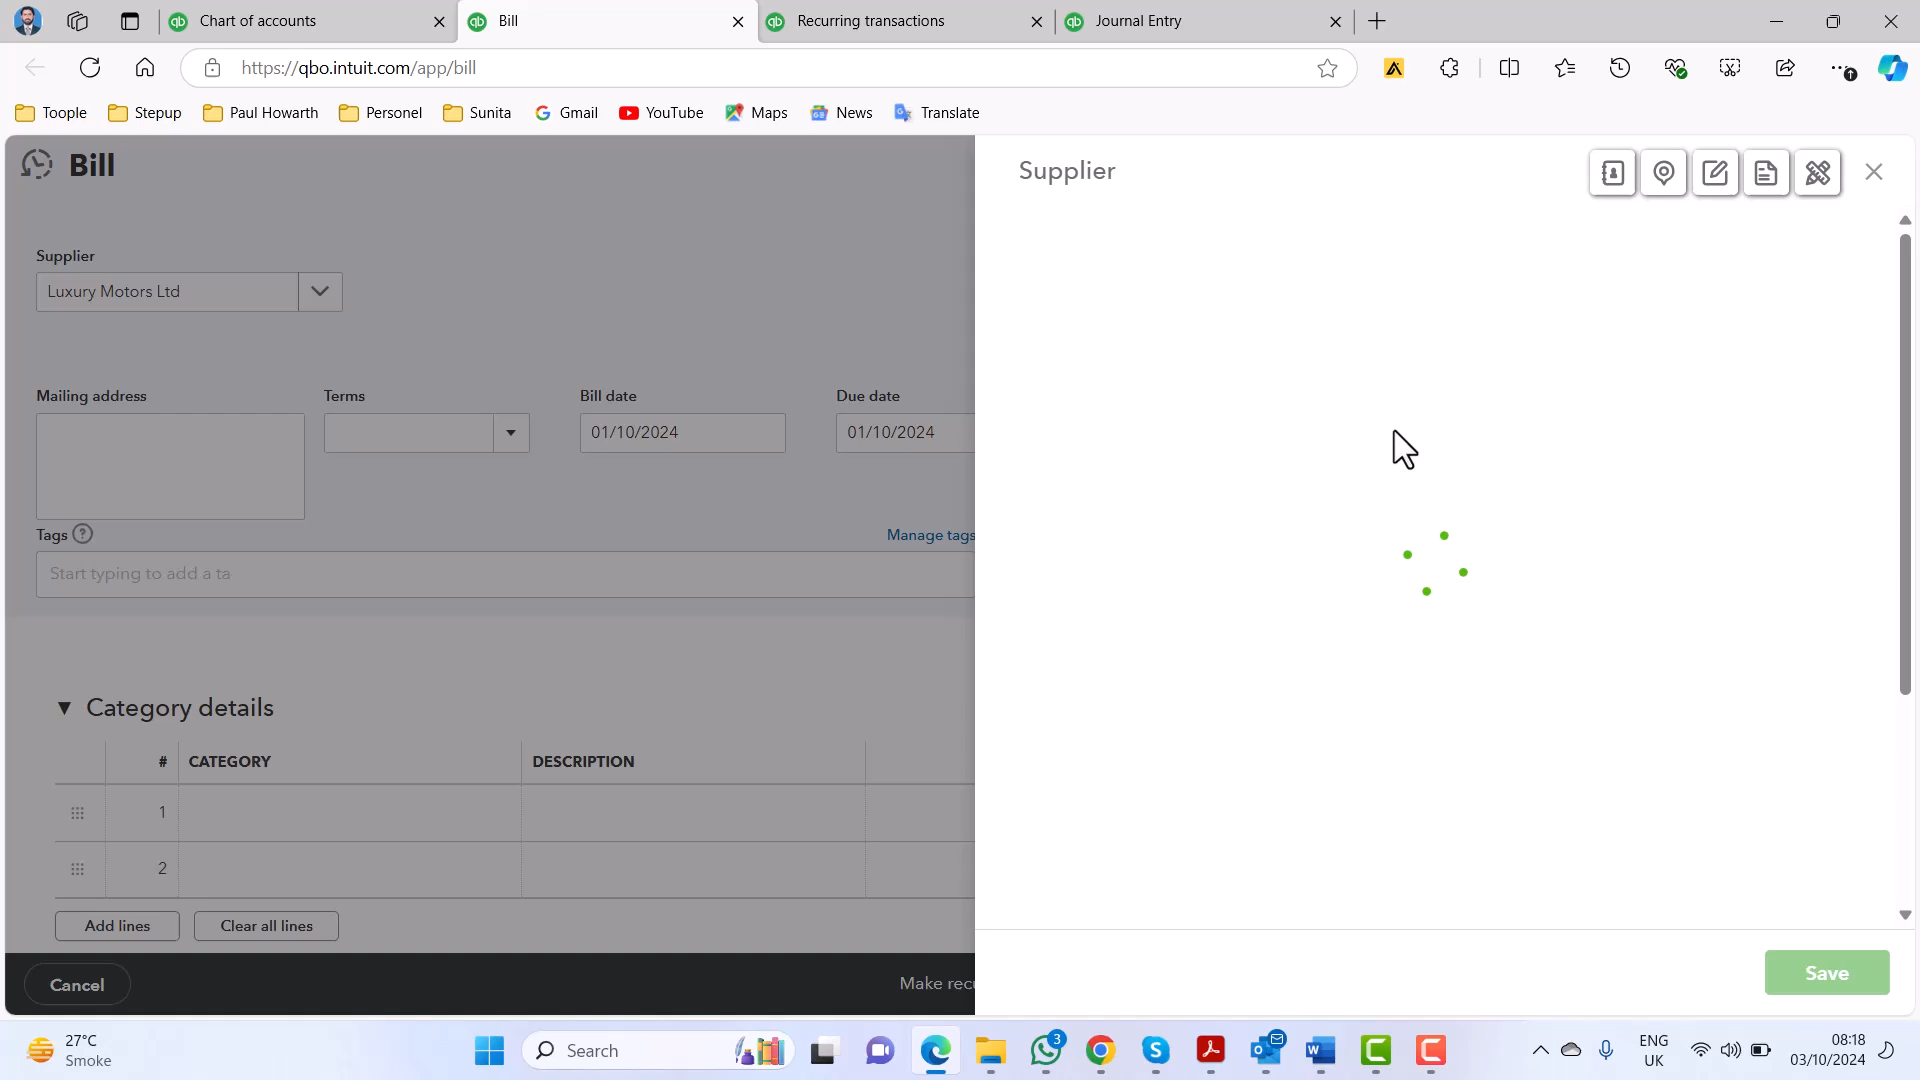 Chart of accounts
Bill
Recurring transactions
Journal Entry
https://qbo.intuit.com/app/bill
Toople
Stepup
Paul Howarth
Personel
Sunita
Gmail
YouTube
Maps
News
Translate
Bill
Supplier
Supplier
Luxury Motors Ltd
Mailing address
Terms
Bill date
Due date
01/10/2024
01/10/2024
Tags
Manage tags
Start typing to add a ta
Category details
#
CATEGORY
DESCRIPTION
1
2
Add lines
Clear all lines
Cancel
Make recu
Save
27°C
Smoke
Search
3
ENG
UK
08:18
03/10/2024